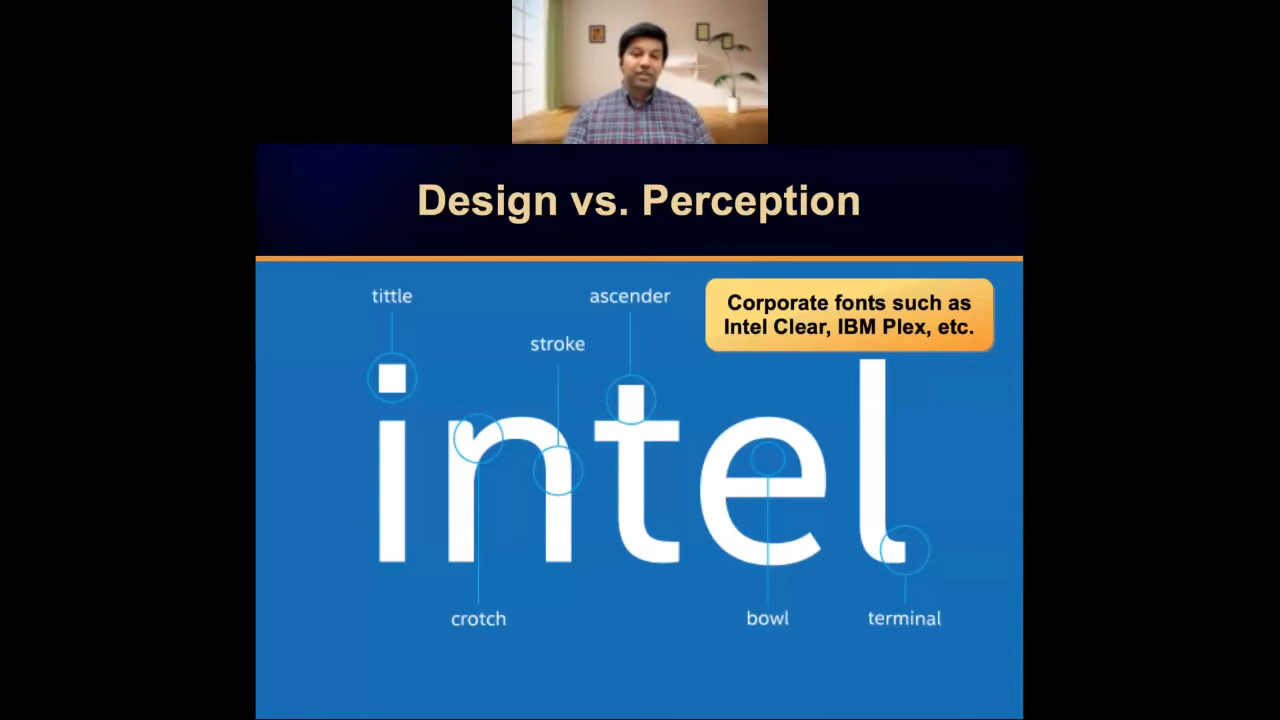 Design vs. Perception
tittle
ascender
Corporate fonts such as
Intel Clear, IBM Plex, etc.
stroke
intel
crotch
bowl
terminal